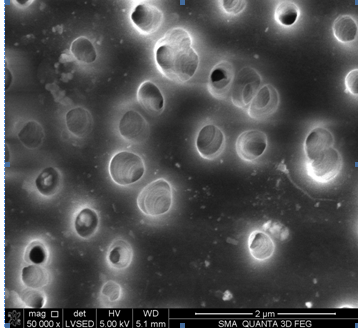 mag □ det HV WD 2 μm
50 000 x LVSED 5.00 kV 5.1 mm SMA QUANTA 3D FEG